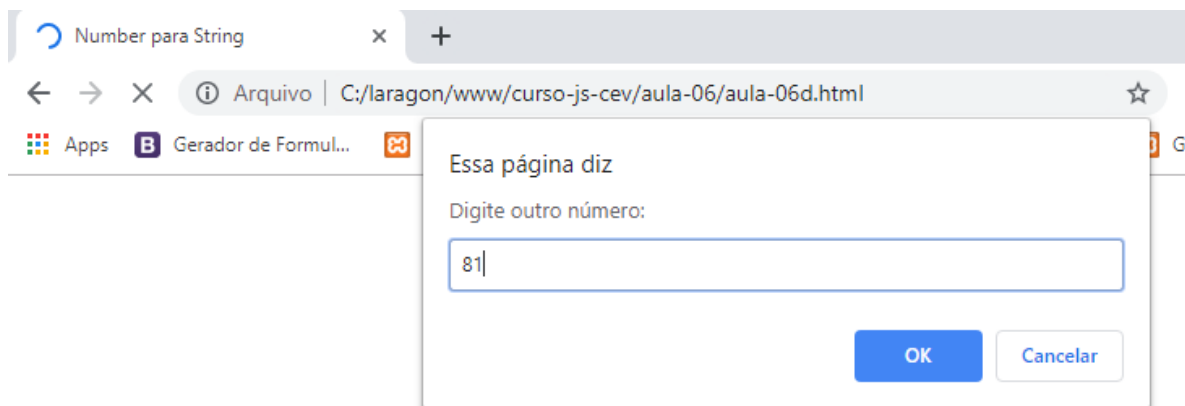 Number para String
Arquivo | C:/laragon/www/curso-js-cev/aula-06/aula-06d.html
Apps B Gerador de Formul... G
Essa página diz
Digite outro número:
81
OK Cancelar